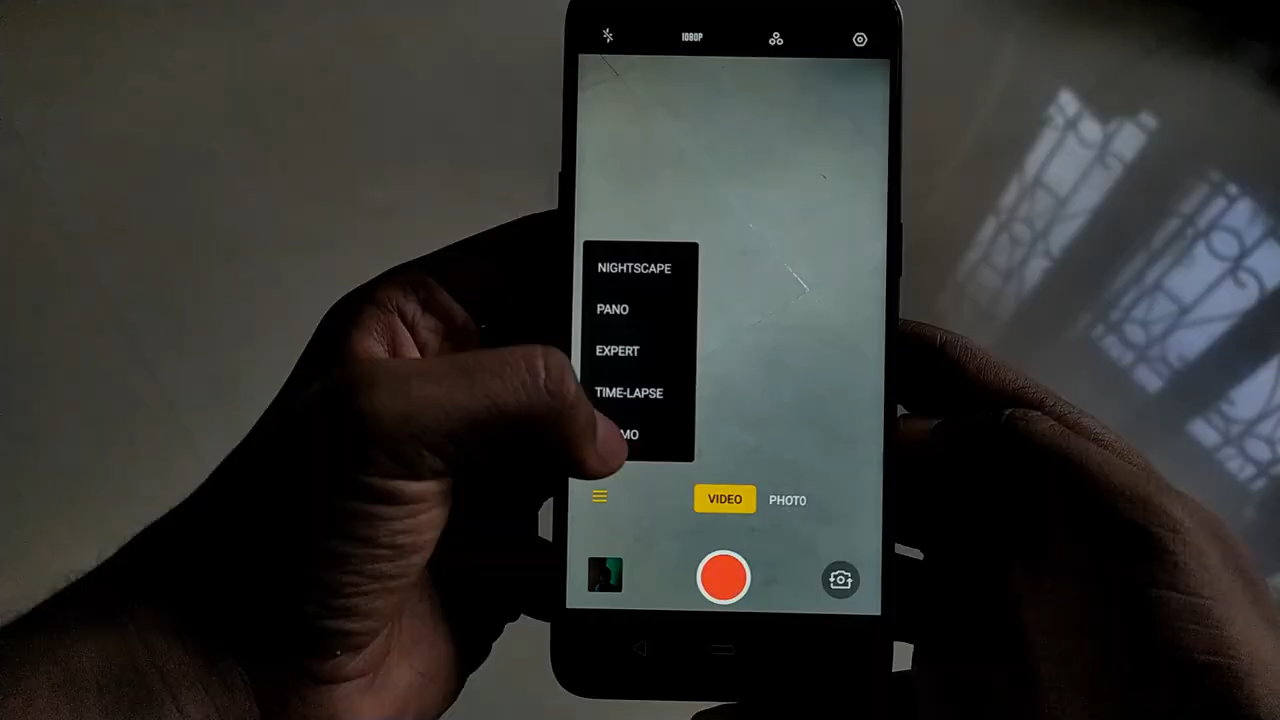 1080P
NIGHTSCAPE
PANO
EXPERT
TIME-LAPSE
VIDEO PHOTO